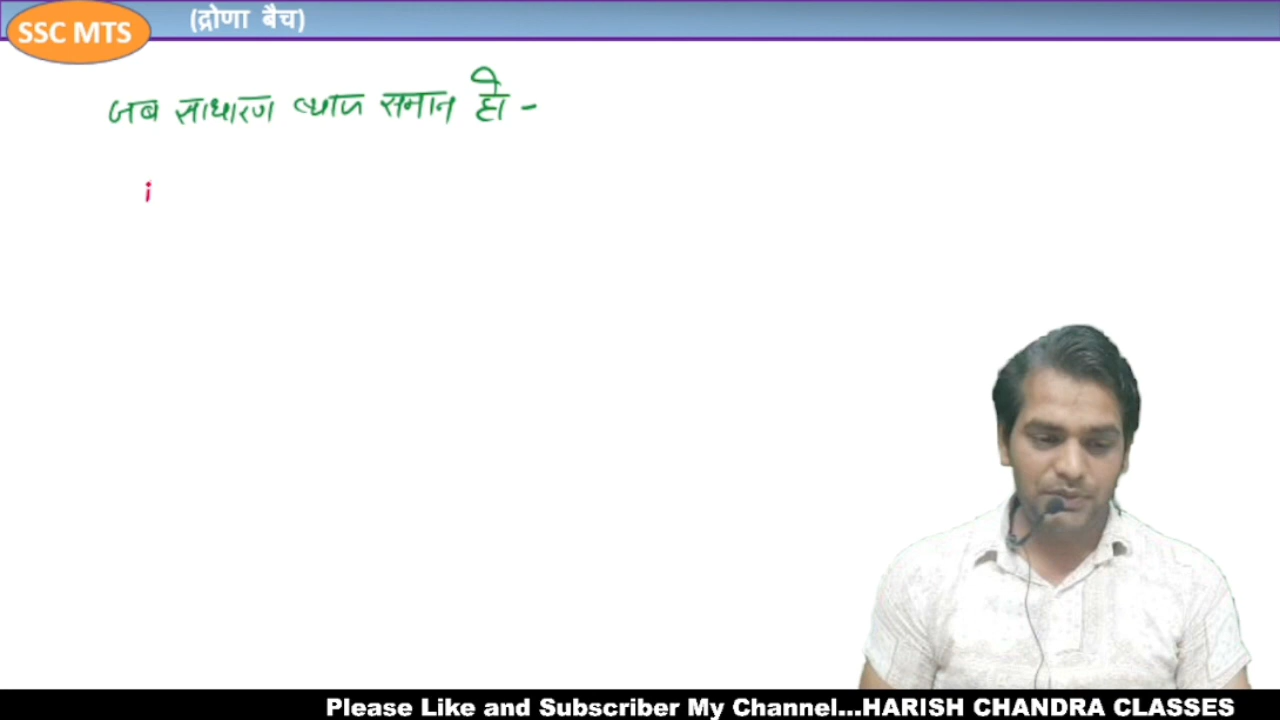 SSC MTS
(द्रोणा बैच)
जब साधारण ब्याज समान हो -
i
Please Like and Subscriber My Channel...HARISH CHANDRA CLASSES